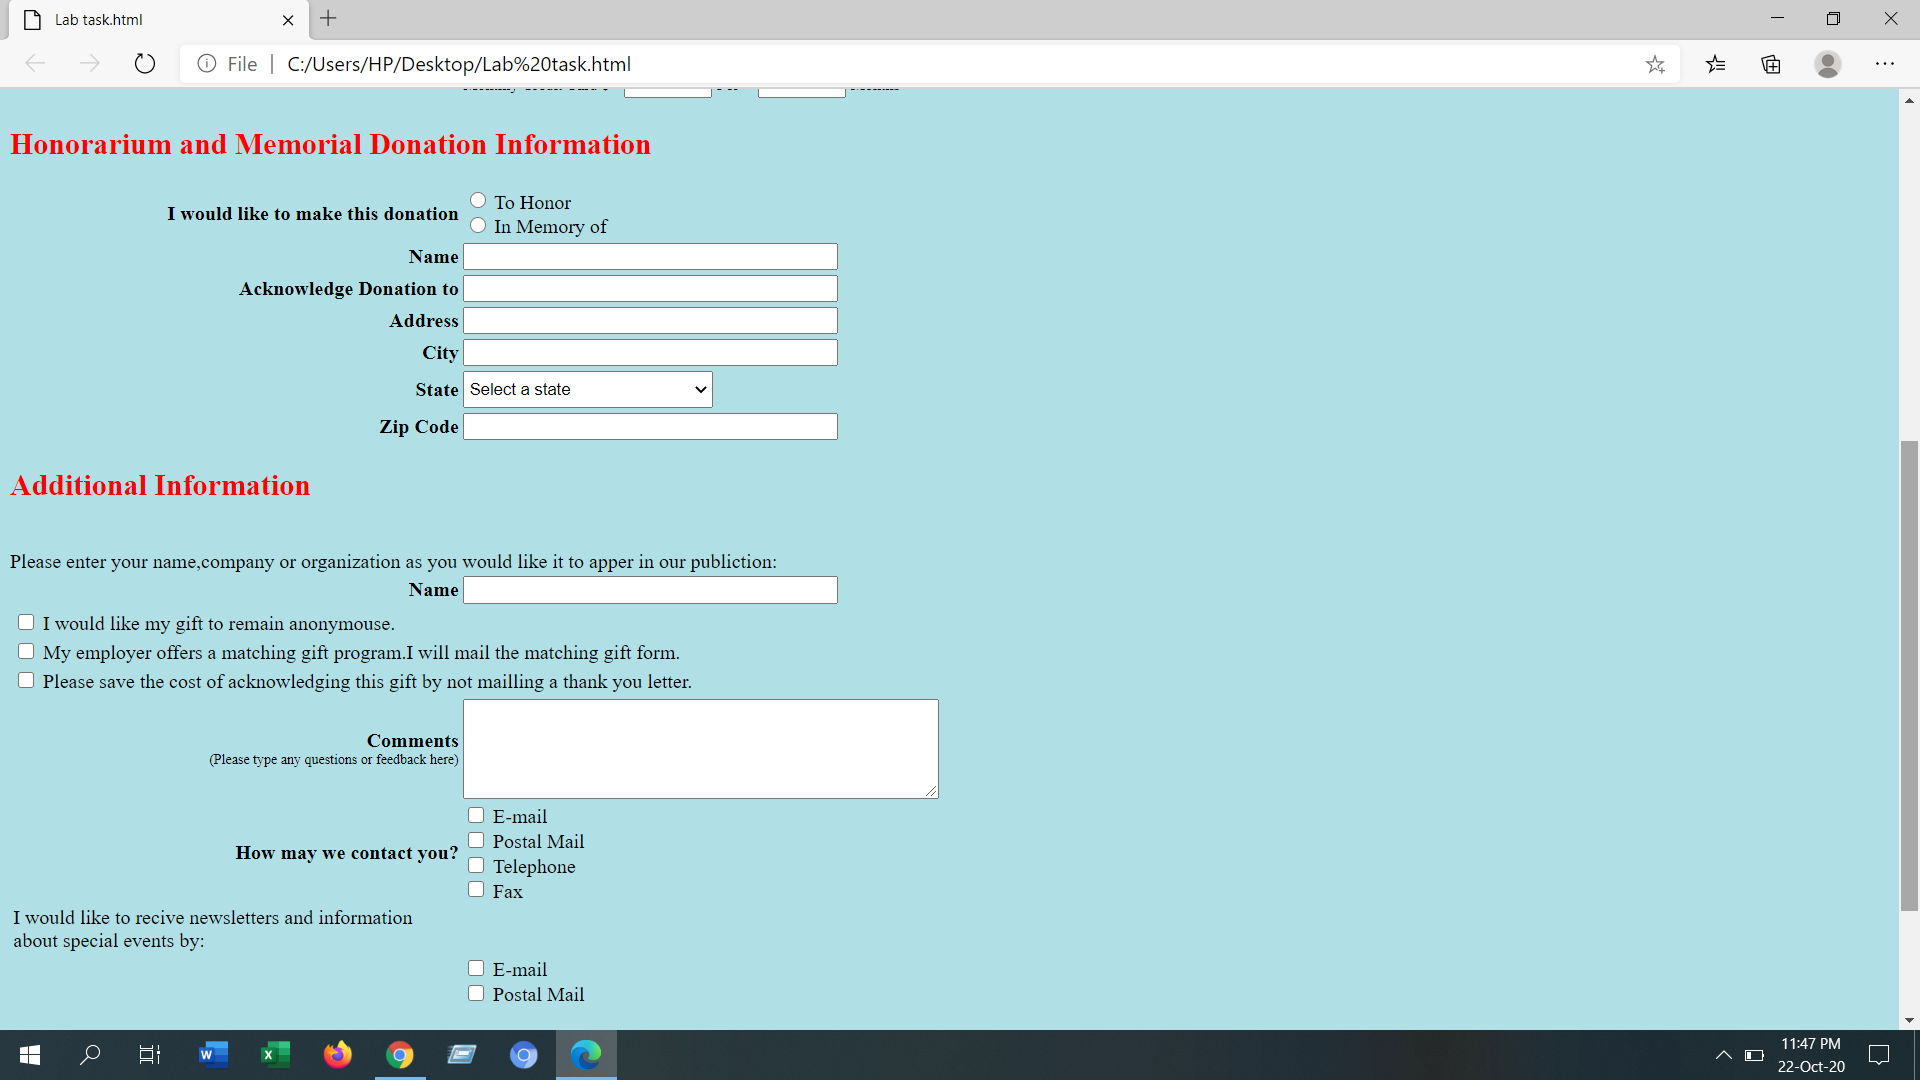 Lab task.html
File
C:/Users/HP/Desktop/Lab%20task.html
Honorarium and Memorial Donation Information
I would like to make this donation
To Honor
In Memory of
Name
Acknowledge Donation to
Address
City
State Select a state
Zip Code
Additional Information
Please enter your name,company or organization as you would like it to apper in our publiction:
Name
I would like my gift to remain anonymouse.
My employer offers a matching gift program.I will mail the matching gift form.
Please save the cost of acknowledging this gift by not mailling a thank you letter.
Comments
(Please type any questions or feedback here)
How may we contact you?
E-mail
Postal Mail
Telephone
Fax
I would like to recive newsletters and information
about special events by:
E-mail
Postal Mail
11:47 PM
22-Oct-20